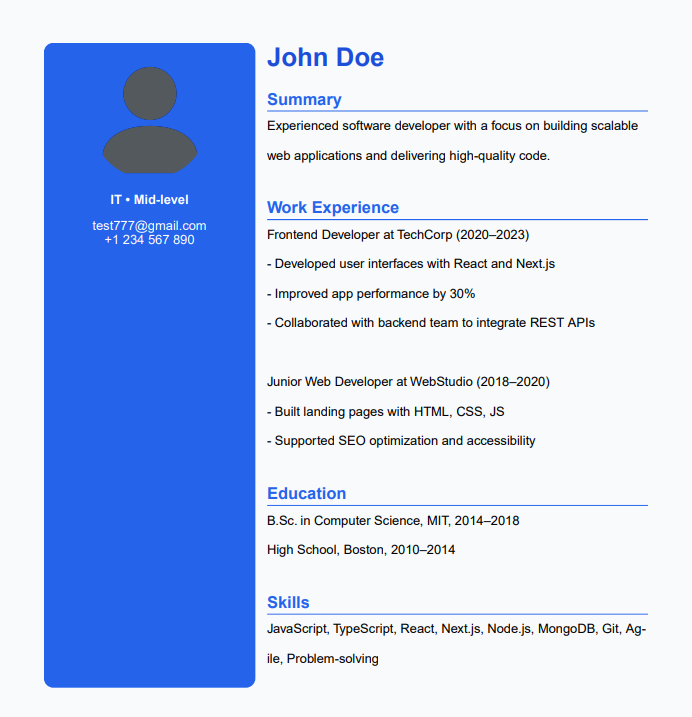 IT • Mid-level
test777@gmail.com
+1 234 567 890
John Doe
Summary
Experienced software developer with a focus on building scalable
web applications and delivering high-quality code.
Work Experience
Frontend Developer at TechCorp (2020–2023)
- Developed user interfaces with React and Next.js
- Improved app performance by 30%
- Collaborated with backend team to integrate REST APIs
Junior Web Developer at WebStudio (2018–2020)
- Built landing pages with HTML, CSS, JS
- Supported SEO optimization and accessibility
Education
B.Sc. in Computer Science, MIT, 2014–2018
High School, Boston, 2010–2014
Skills
JavaScript, TypeScript, React, Next.js, Node.js, MongoDB, Git, Ag-
ile, Problem-solving